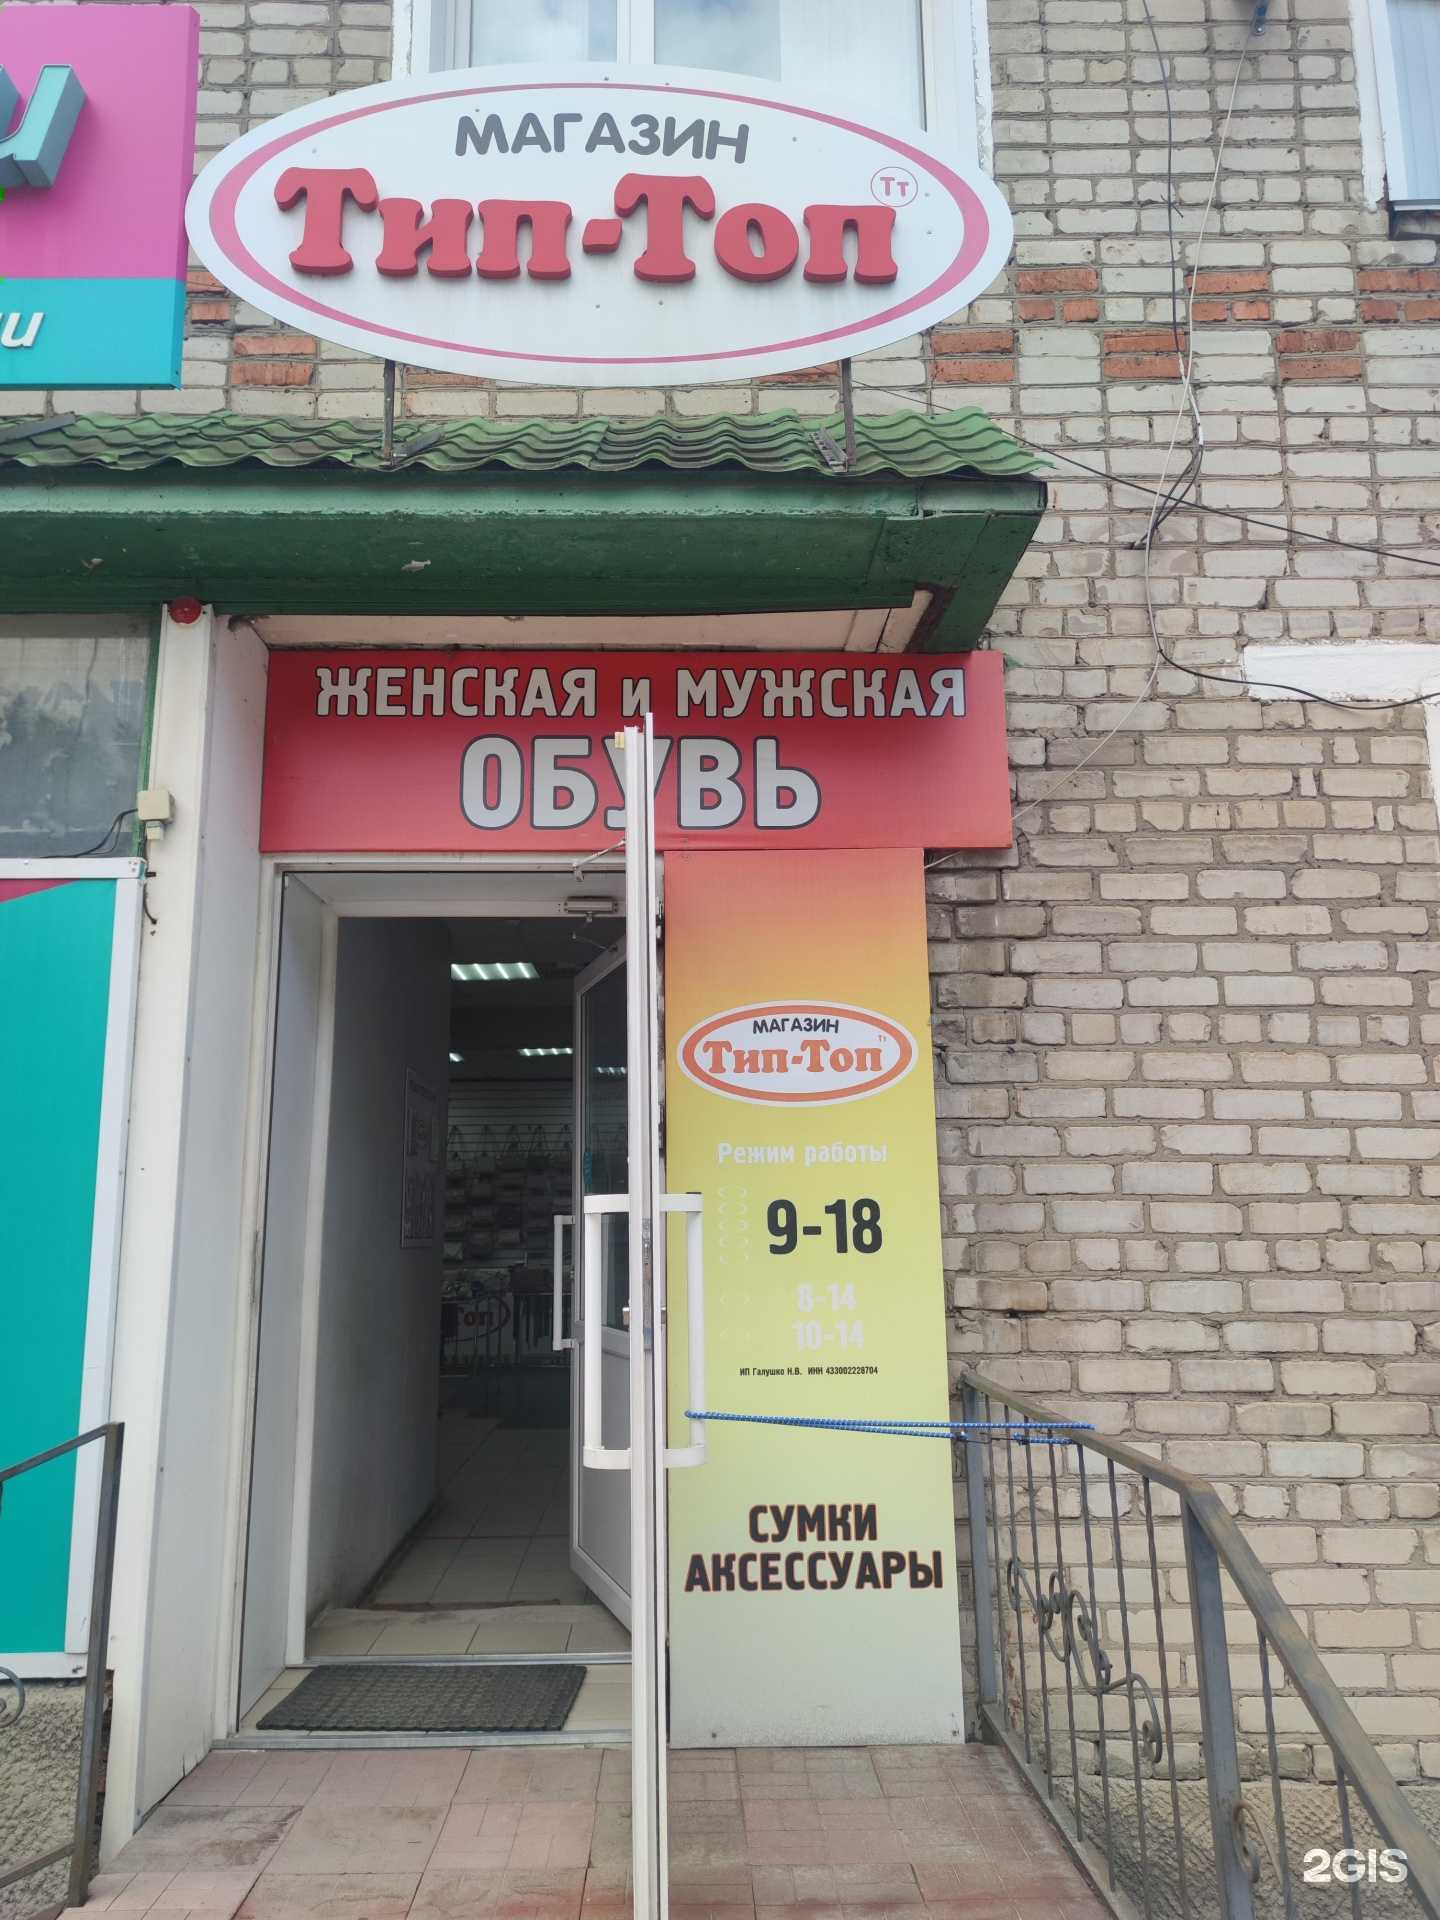 МАГАЗИН
Тип-Топ
Тт
ЖЕНСКАЯ и МУЖСКАЯ
ОБУВЬ
МАГАЗИН
Тип-Топ
Тт
Режим работы
9-18
8-14
10-14
ИП Галушко Н.В. ИНН 433002228704
СУМКИ
АКСЕССУАРЫ
2GIS